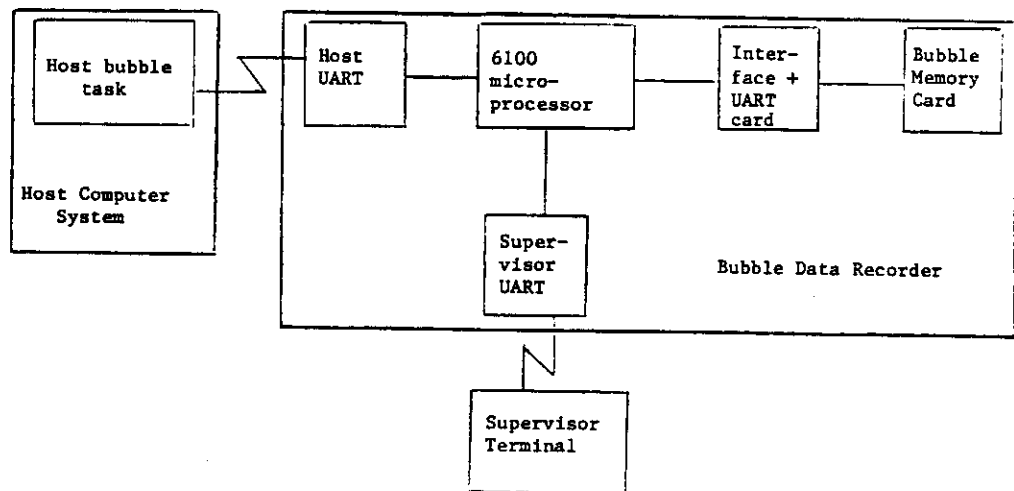 Host bubble
task
Host Computer
System
Host
UART
6100
micro-
processor
Inter-
face +
UART
card
Bubble
Memory
Card
Super-
visor
UART
Bubble Data Recorder
Supervisor
Terminal